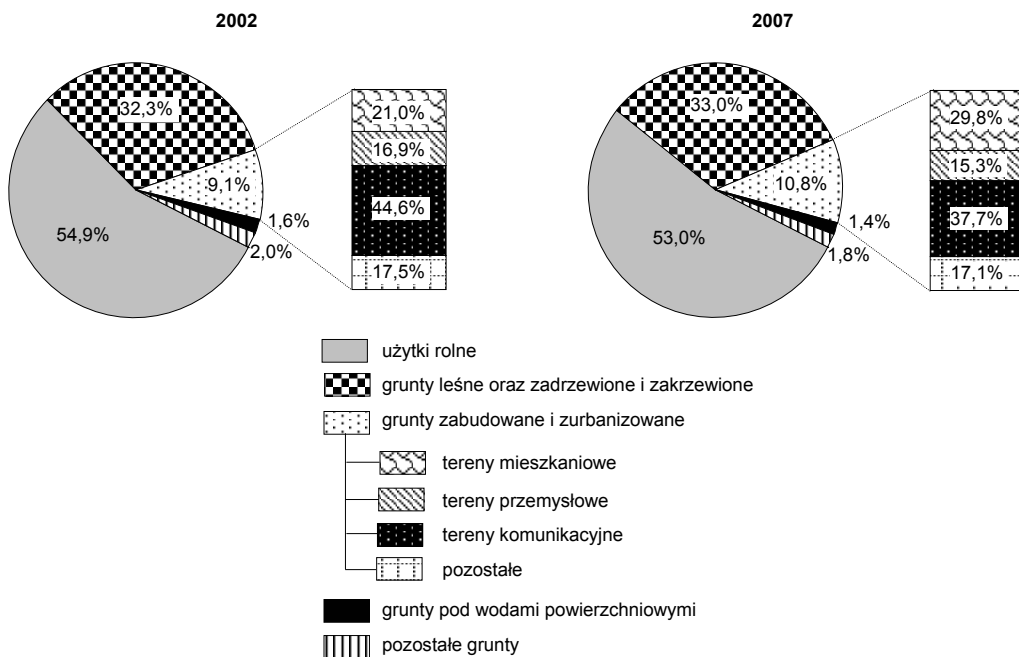 2002
2007
32,3%
9,1%
1,6%
2,0%
54,9%
21,0%
16,9%
44,6%
17,5%
33,0%
10,8%
1,4%
1,8%
53,0%
29,8%
15,3%
37,7%
17,1%
użytki rolne
grunty leśne oraz zadrzewione i zakrzewione
grunty zabudowane i zurbanizowane
tereny mieszkaniowe
tereny przemysłowe
tereny komunikacyjne
pozostałe
grunty pod wodami powierzchniowymi
pozostałe grunty